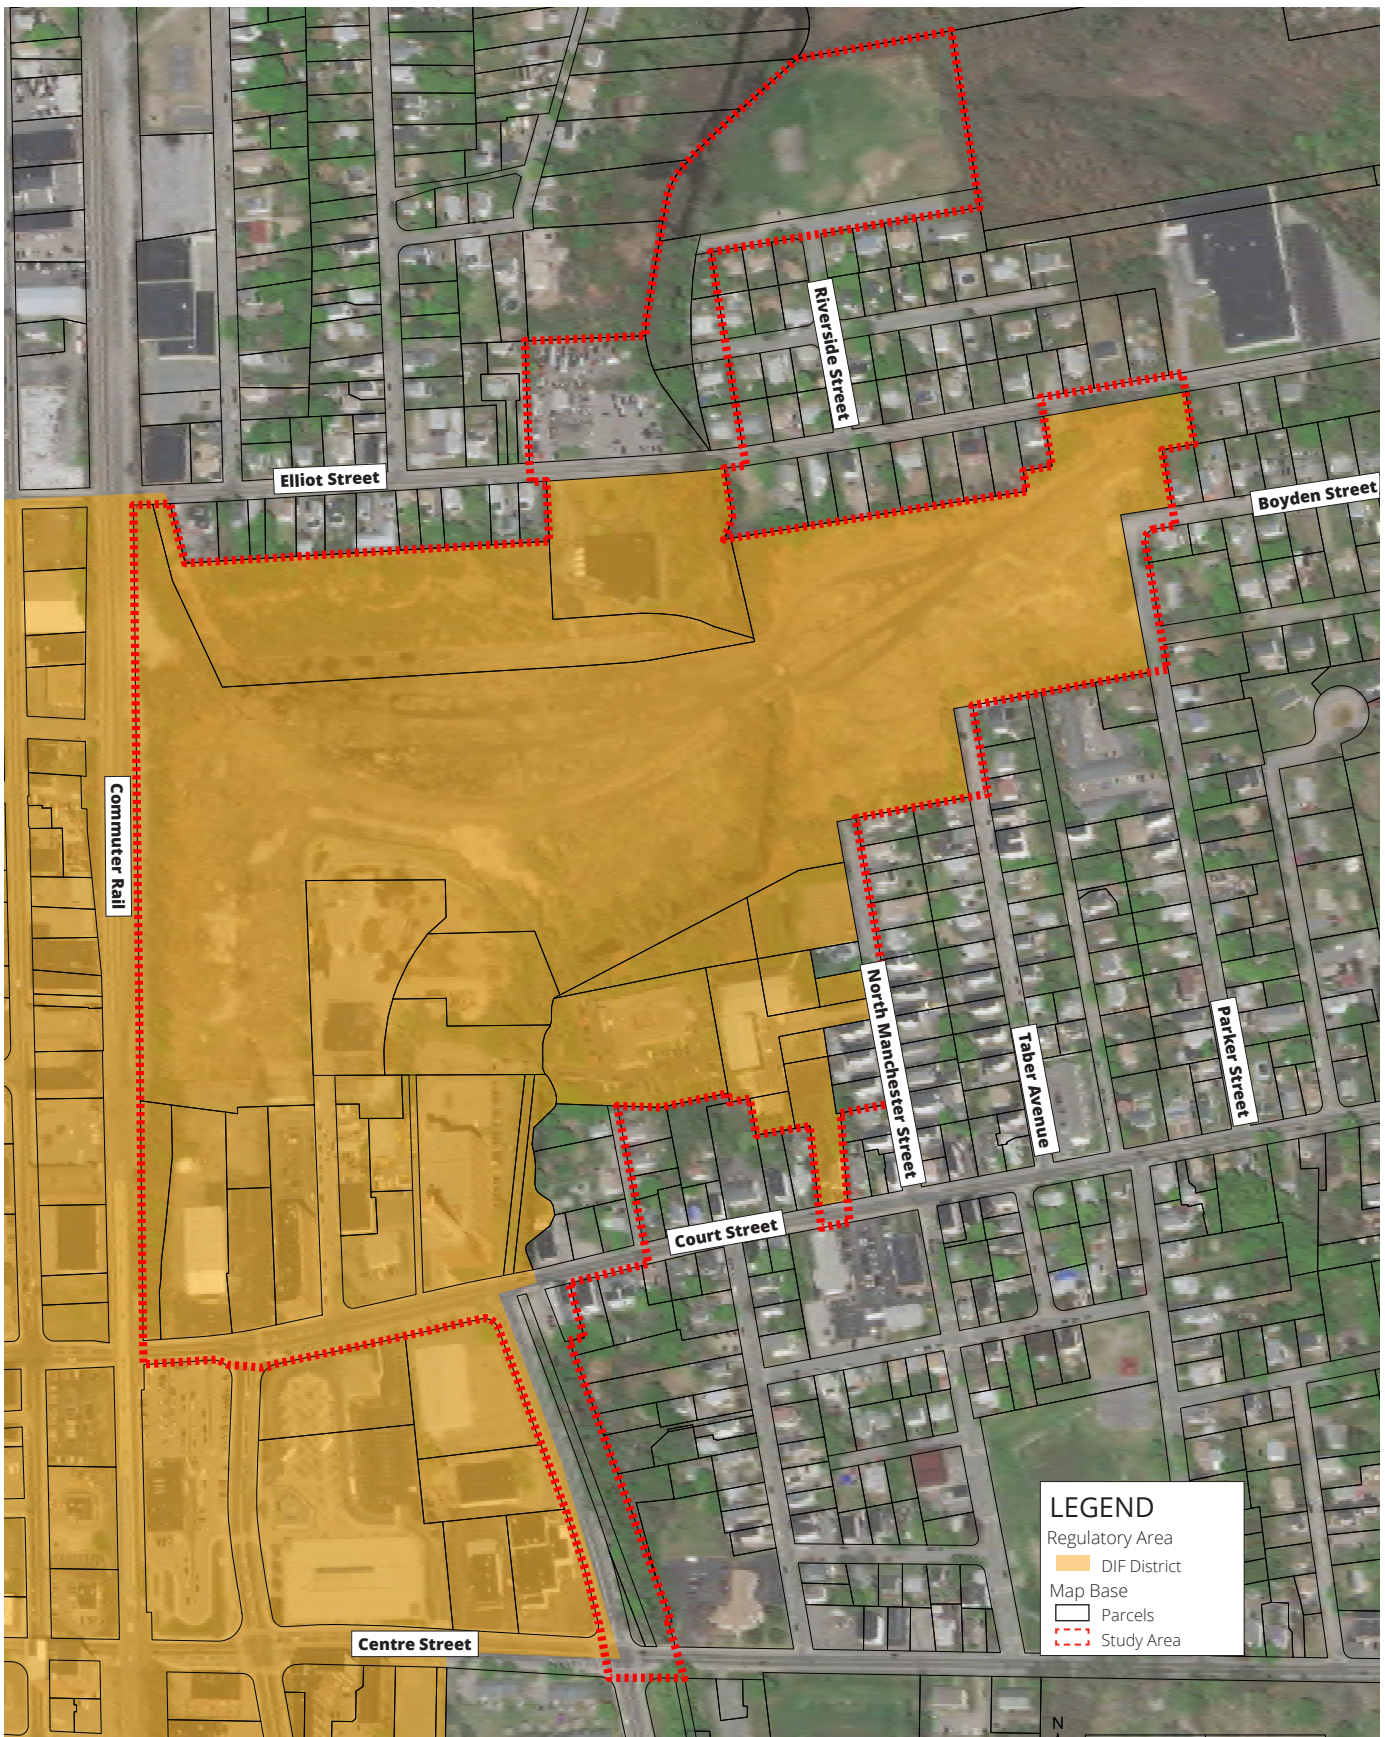 Riverside Street
Elliot Street
Boyden Street
Commuter Rail
North Manchester Street
Taber Avenue
Parker Street
Court Street
Centre Street
LEGEND
Regulatory Area
DIF District
Map Base
Parcels
Study Area
N